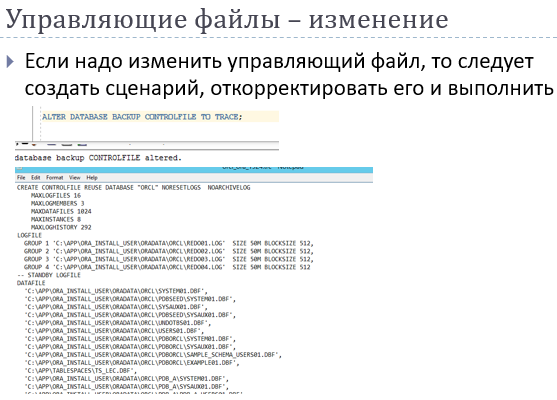 Управляющие файлы – изменение
Если надо изменить управляющий файл, то следует
создать сценарий, откорректировать его и выполнить
ALTER DATABASE BACKUP CONTROLFILE TO TRACE;
database backup CONTROLFILE altered.
File Edit Format View Help
CREATE CONTROLFILE REUSE DATABASE "ORCL" NORESETLOGS NOARCHIVELOG
MAXLOGFILES 16
MAXLOGMEMBERS 3
MAXDATAFILES 1024
MAXINSTANCES 8
MAXLOGHISTORY 292
LOGFILE
GROUP 1 'C:\APP\ORA_INSTALL_USER\ORADATA\ORCL\REDO01.LOG' SIZE 50M BLOCKSIZE 512,
GROUP 2 'C:\APP\ORA_INSTALL_USER\ORADATA\ORCL\REDO02.LOG' SIZE 50M BLOCKSIZE 512,
GROUP 3 'C:\APP\ORA_INSTALL_USER\ORADATA\ORCL\REDO03.LOG' SIZE 50M BLOCKSIZE 512,
GROUP 4 'C:\APP\ORA_INSTALL_USER\ORADATA\ORCL\REDO04.LOG' SIZE 50M BLOCKSIZE 512
-- STANDBY LOGFILE
DATAFILE
'C:\APP\ORA_INSTALL_USER\ORADATA\ORCL\SYSTEM01.DBF',
'C:\APP\ORA_INSTALL_USER\ORADATA\ORCL\PDBSEED\SYSTEM01.DBF',
'C:\APP\ORA_INSTALL_USER\ORADATA\ORCL\SYSAUX01.DBF',
'C:\APP\ORA_INSTALL_USER\ORADATA\ORCL\PDBSEED\SYSAUX01.DBF',
'C:\APP\ORA_INSTALL_USER\ORADATA\ORCL\UNDOTBS01.DBF',
'C:\APP\ORA_INSTALL_USER\ORADATA\ORCL\USERS01.DBF',
'C:\APP\ORA_INSTALL_USER\ORADATA\ORCL\PDBORCL\SYSTEM01.DBF',
'C:\APP\ORA_INSTALL_USER\ORADATA\ORCL\PDBORCL\SYSAUX01.DBF',
'C:\APP\ORA_INSTALL_USER\ORADATA\ORCL\PDBORCL\SAMPLE_SCHEMA_USERS01.DBF',
'C:\APP\ORA_INSTALL_USER\ORADATA\ORCL\PDBORCL\EXAMPLE01.DBF',
'C:\APP\TABLESPACES\TS_LEC.DBF',
'C:\APP\ORA_INSTALL_USER\ORADATA\ORCL\PDB_A\SYSTEM01.DBF',
'C:\APP\ORA_INSTALL_USER\ORADATA\ORCL\PDB_A\SYSAUX01.DBF',